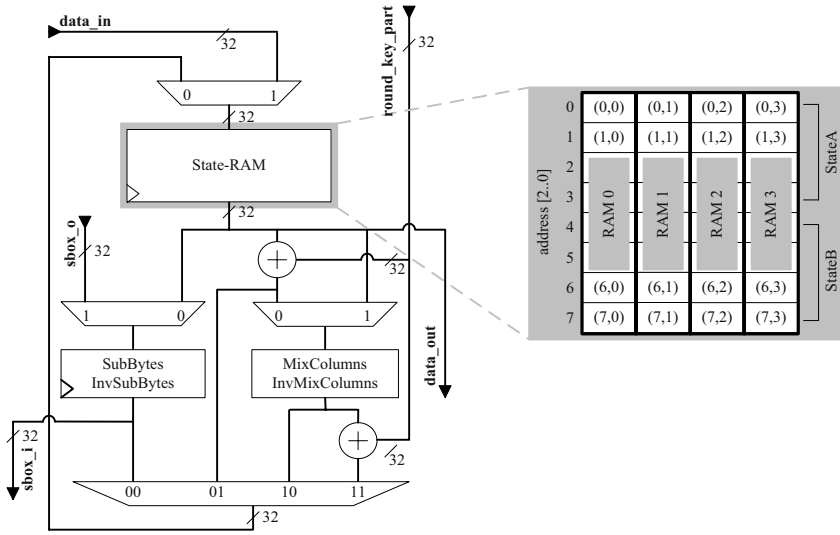 data_in
32
round_key_part
32
0 1
32
State-RAM
32
sbox_o
32
+
32
1 0
0 1
SubBytes
InvSubBytes
MixColumns
InvMixColumns
data_out
32
sbox_i
+
32
00 01 10 11
32
address [2..0]
0 (0,0) (0,1) (0,2) (0,3)
1 (1,0) (1,1) (1,2) (1,3)
2
3
4
5
RAM 0 RAM 1 RAM 2 RAM 3
6 (6,0) (6,1) (6,2) (6,3)
7 (7,0) (7,1) (7,2) (7,3)
StateA
StateB